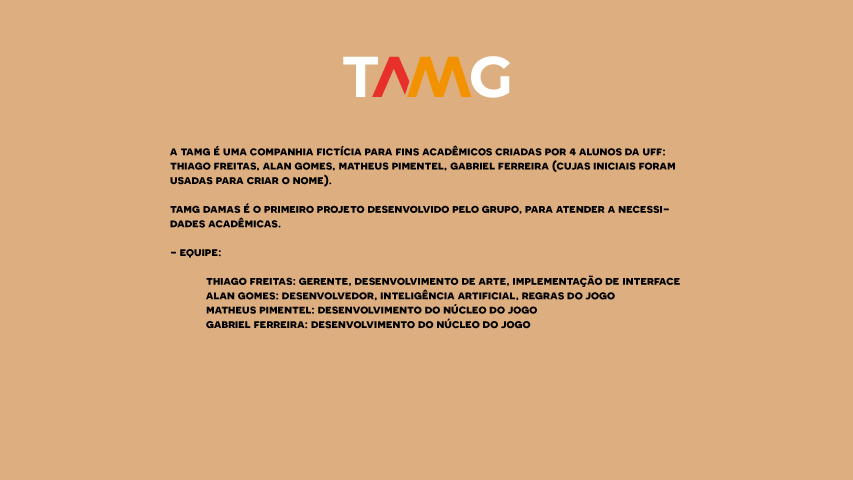 TAMG
A TAMG É UMA COMPANHIA FICTÍCIA PARA FINS ACADÊMICOS CRIADAS POR 4 ALUNOS DA UFF:
THIAGO FREITAS, ALAN GOMES, MATHEUS PIMENTEL, GABRIEL FERREIRA (CUJAS INICIAIS FORAM
USADAS PARA CRIAR O NOME).
TAMG DAMAS É O PRIMEIRO PROJETO DESENVOLVIDO PELO GRUPO, PARA ATENDER A NECESSI-
DADES ACADÊMICAS.
- EQUIPE:
THIAGO FREITAS: GERENTE, DESENVOLVIMENTO DE ARTE, IMPLEMENTAÇÃO DE INTERFACE
ALAN GOMES: DESENVOLVEDOR, INTELIGÊNCIA ARTIFICIAL, REGRAS DO JOGO
MATHEUS PIMENTEL: DESENVOLVIMENTO DO NÚCLEO DO JOGO
GABRIEL FERREIRA: DESENVOLVIMENTO DO NÚCLEO DO JOGO